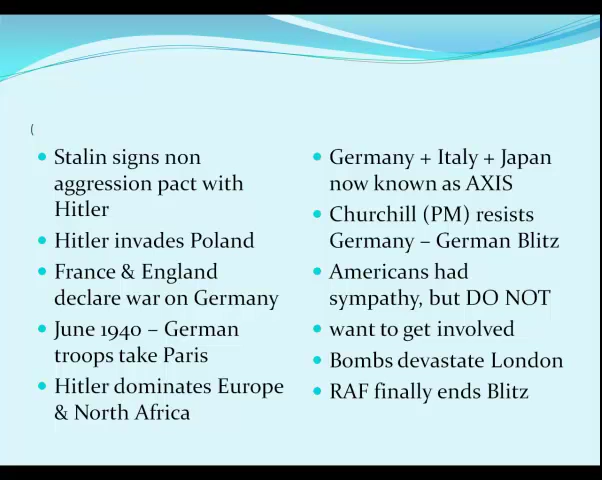 (
• Stalin signs non
aggression pact with
Hitler
• Hitler invades Poland
• France & England
declare war on Germany
• June 1940 – German
troops take Paris
• Hitler dominates Europe
& North Africa
• Germany + Italy + Japan
now known as AXIS
• Churchill (PM) resists
Germany – German Blitz
• Americans had
sympathy, but DO NOT
• want to get involved
• Bombs devastate London
• RAF finally ends Blitz